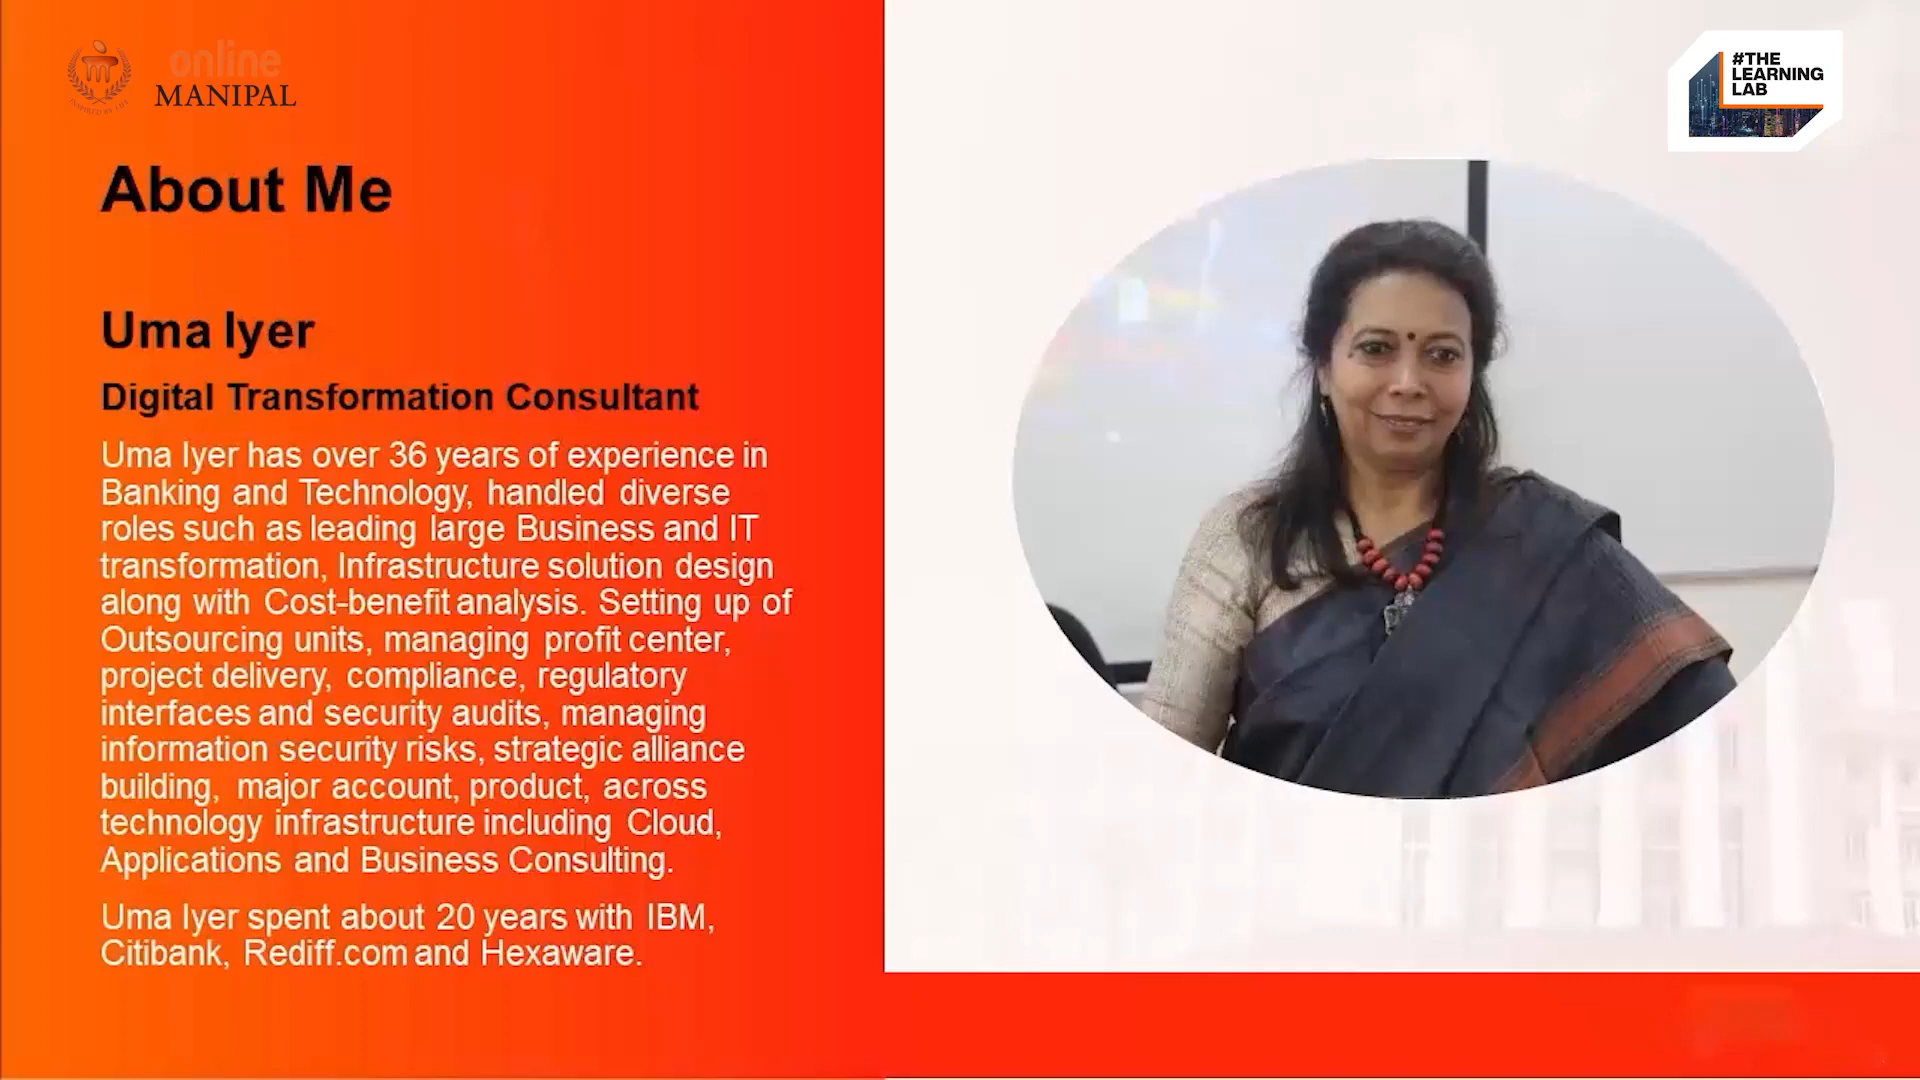 online
MANIPAL
#THE
LEARNING
LAB
About Me
Uma Iyer
Digital Transformation Consultant
Uma Iyer has over 36 years of experience in
Banking and Technology, handled diverse
roles such as leading large Business and IT
transformation, Infrastructure solution design
along with Cost-benefit analysis. Setting up of
Outsourcing units, managing profit center,
project delivery, compliance, regulatory
interfaces and security audits, managing
information security risks, strategic alliance
building, major account, product, across
technology infrastructure including Cloud,
Applications and Business Consulting.
Uma Iyer spent about 20 years with IBM,
Citibank, Rediff.com and Hexaware.